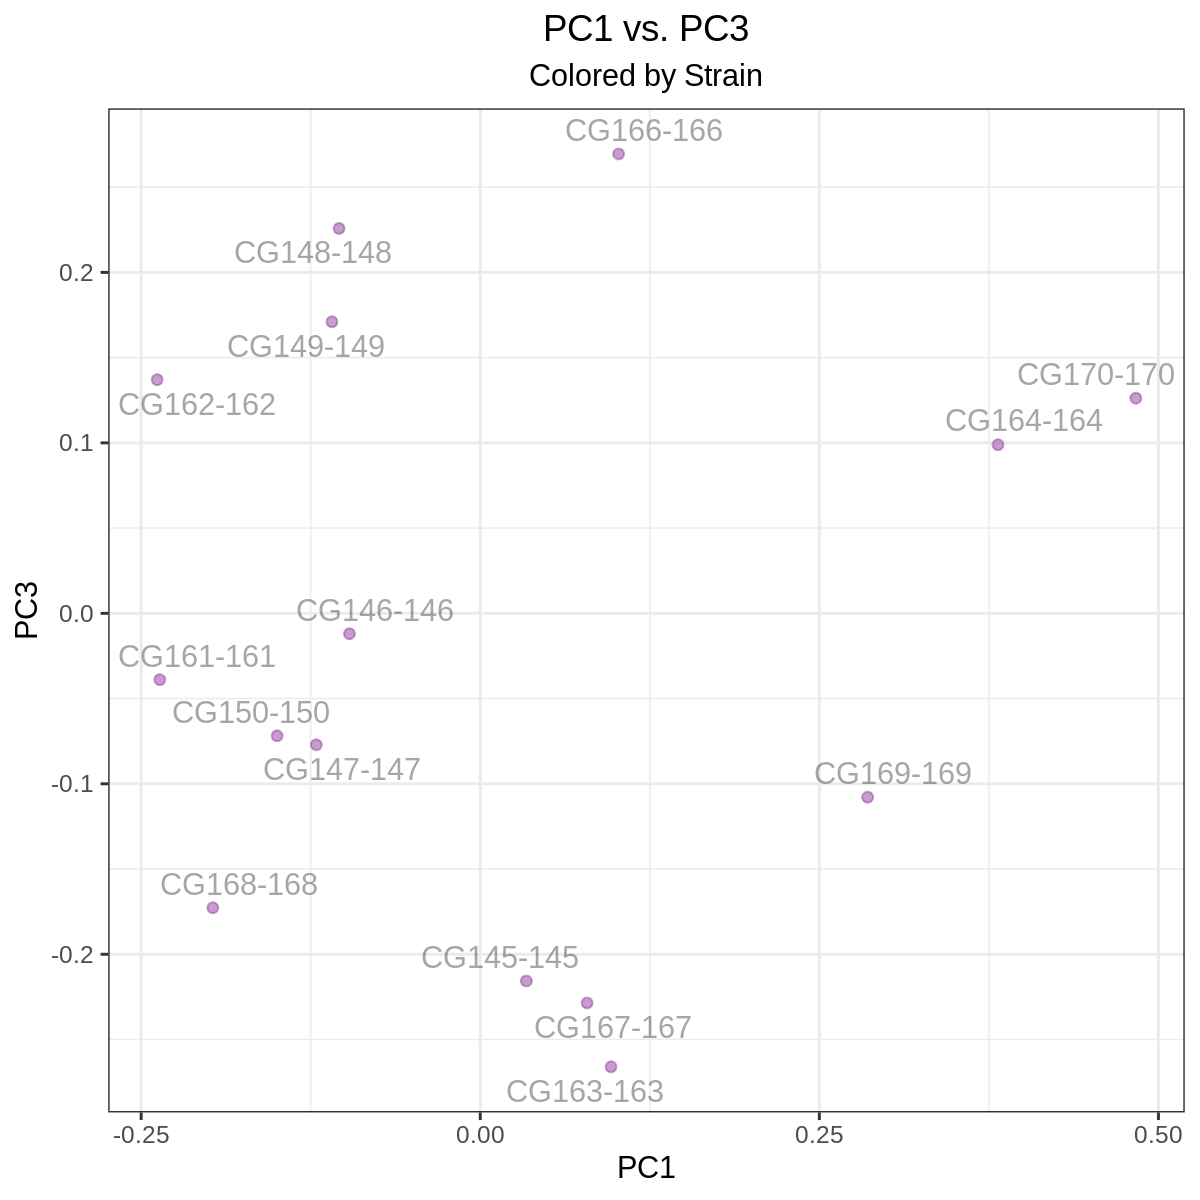 PC1 vs. PC3
Colored by Strain
CG166-166
CG148-148
0.2
CG149-149
CG170-170
CG162-162
CG164-164
0.1
CG146-146
0.0
PC3
CG161-161
CG150-150
CG147-147
CG169-169
-0.1
CG168-168
CG145-145
-0.2
CG167-167
CG163-163
-0.25 0.00 0.25 0.50
PC1